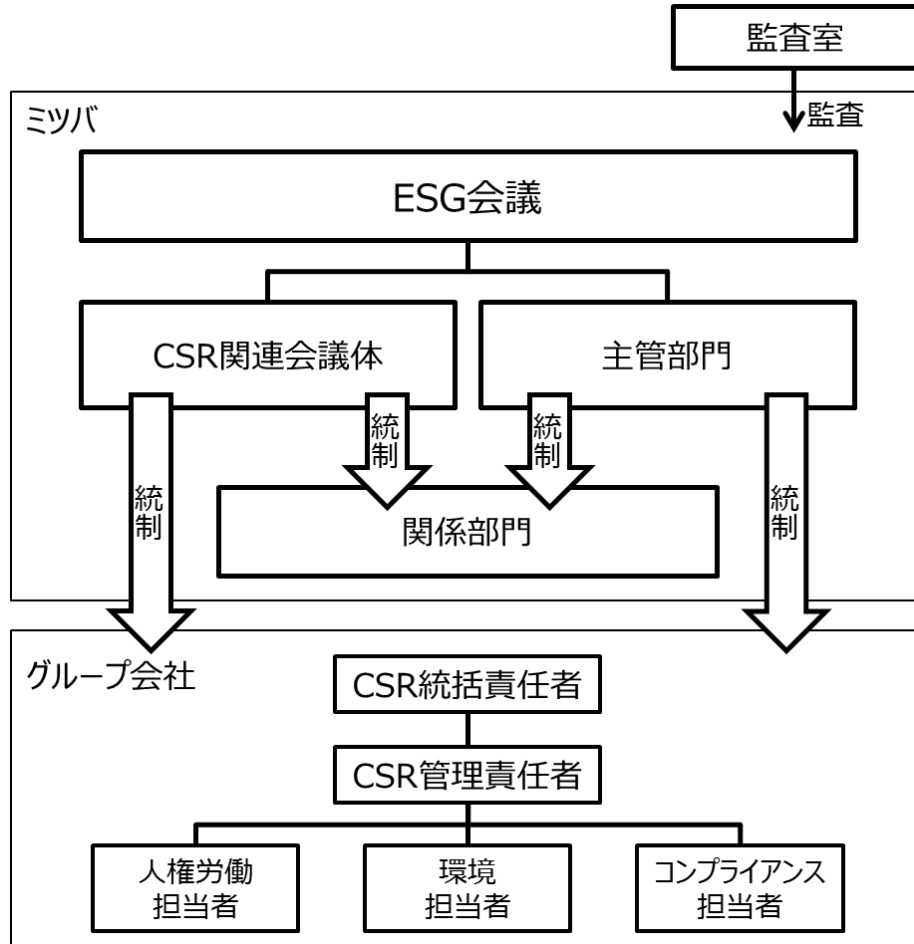 監査室
ミツバ
監査
ESG会議
CSR関連会議体
主管部門
統制
統制
統制
統制
関係部門
グループ会社
CSR統括責任者
CSR管理責任者
人権労働
担当者
環境
担当者
コンプライアンス
担当者